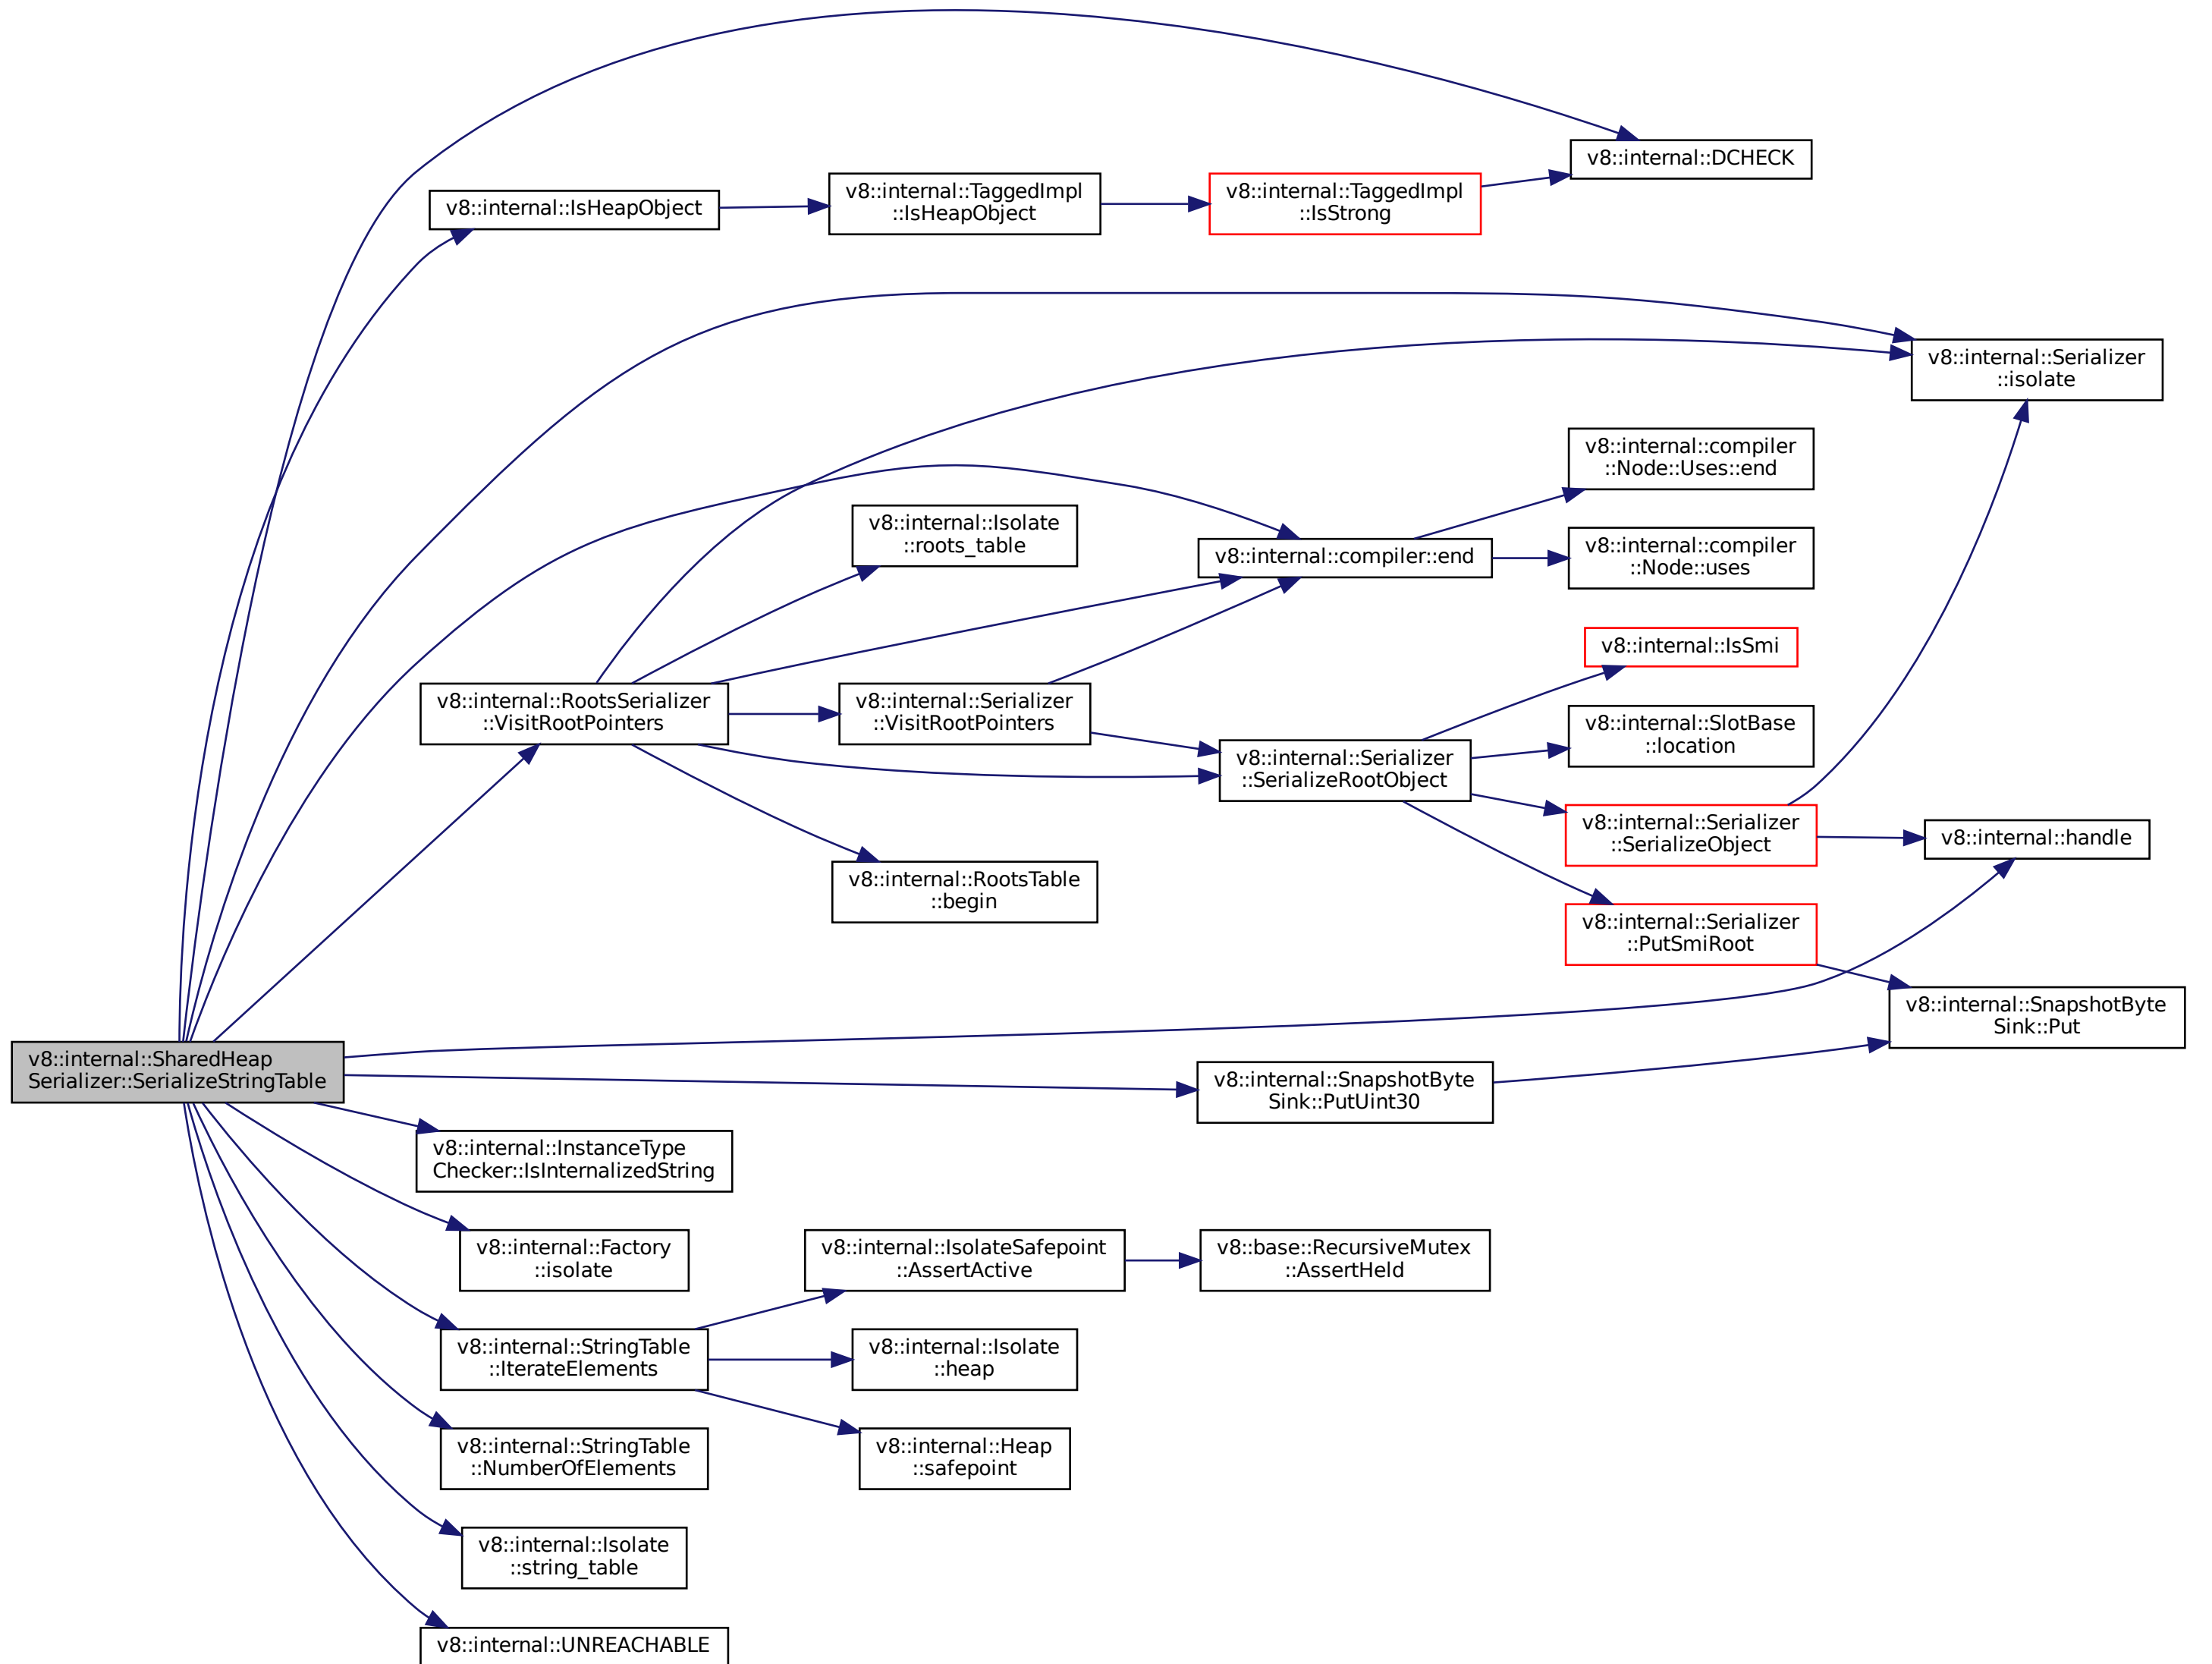 v8::internal::DCHECK
v8::internal::IsHeapObject
v8::internal::TaggedImpl
::IsHeapObject
v8::internal::TaggedImpl
::IsStrong
v8::internal::Serializer
::isolate
v8::internal::compiler
::Node::Uses::end
v8::internal::Isolate
::roots_table
v8::internal::compiler::end
v8::internal::compiler
::Node::uses
v8::internal::IsSmi
v8::internal::RootsSerializer
::VisitRootPointers
v8::internal::Serializer
::VisitRootPointers
v8::internal::SlotBase
::location
v8::internal::Serializer
::SerializeRootObject
v8::internal::Serializer
::SerializeObject
v8::internal::handle
v8::internal::RootsTable
::begin
v8::internal::Serializer
::PutSmiRoot
v8::internal::SnapshotByte
Sink::Put
v8::internal::SharedHeap
Serializer::SerializeStringTable
v8::internal::SnapshotByte
Sink::PutUint30
v8::internal::InstanceType
Checker::IsInternalizedString
v8::internal::Factory
::isolate
v8::internal::IsolateSafepoint
::AssertActive
v8::base::RecursiveMutex
::AssertHeld
v8::internal::StringTable
::IterateElements
v8::internal::Isolate
::heap
v8::internal::StringTable
::NumberOfElements
v8::internal::Heap
::safepoint
v8::internal::Isolate
::string_table
v8::internal::UNREACHABLE